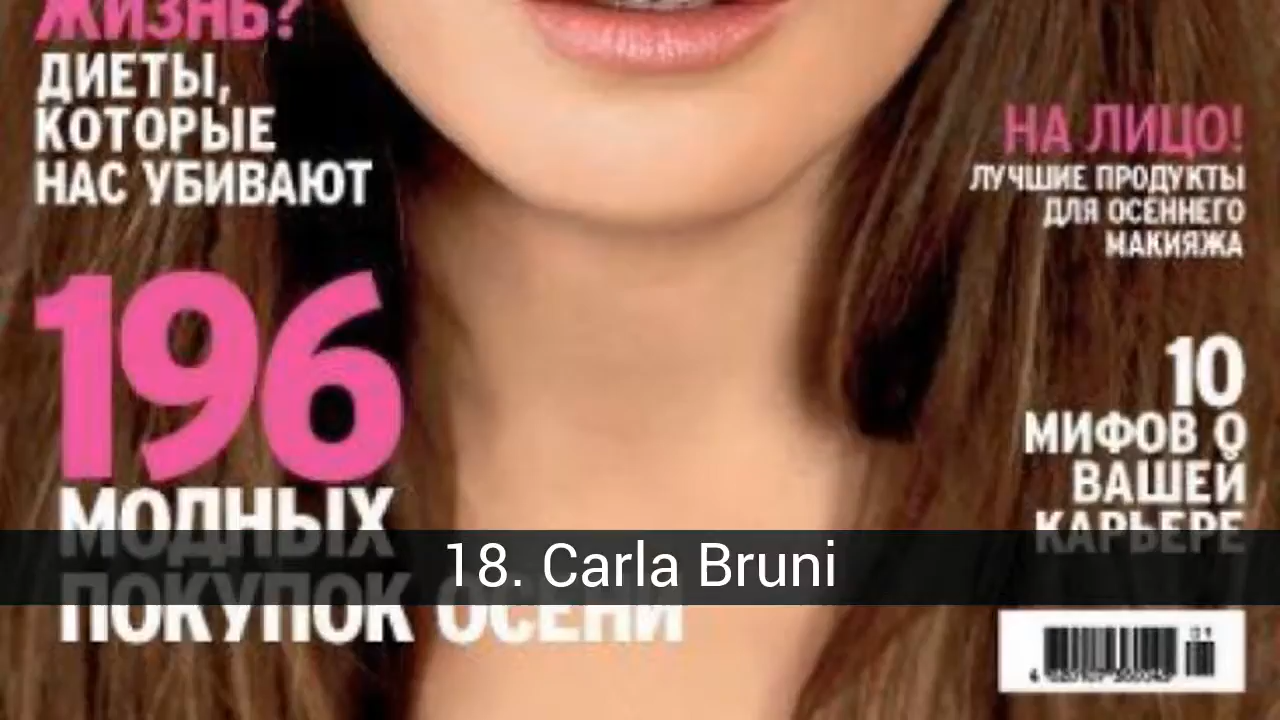 ЖИЗНЬ?
ДИЕТЫ,
КОТОРЫЕ
НАС УБИВАЮТ
НА ЛИЦО!
ЛУЧШИЕ ПРОДУКТЫ
ДЛЯ ОСЕННЕГО
МАКИЯЖА
196
МОДНЫХ
ПОКУПОК ОСЕНИ
10
МИФОВ О
ВАШЕЙ
КАРЬЕРЕ
18. Carla Bruni